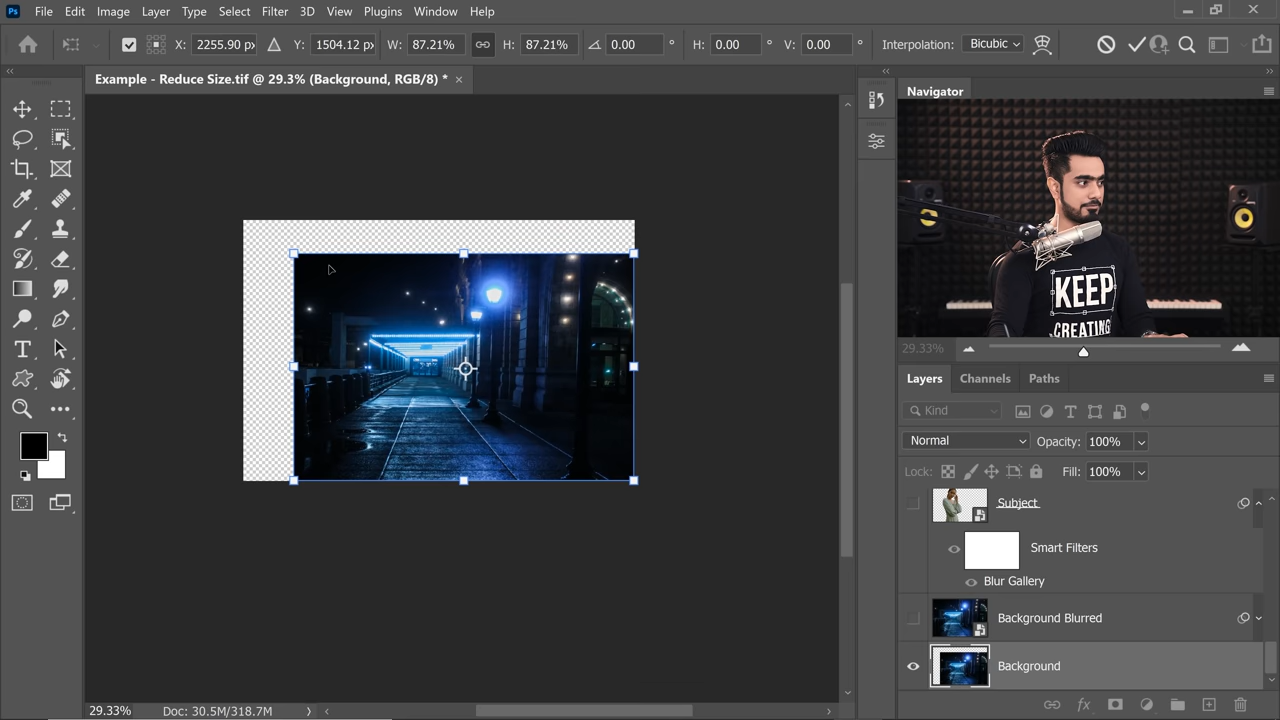 Ps File Edit Image Layer Type Select Filter 3D View Plugins Window Help
X: 2255.90 px Y: 1504.12 px W: 87.21% H: 87.21% 0.00 ° H: 0.00 ° V: 0.00 ° Interpolation: Bicubic
Example - Reduce Size.tif @ 29.3% (Background, RGB/8) *
Navigator
KEEP
CREATING
29.33%
Layers Channels Paths
Kind
Normal Opacity: 100%
Lock: Fill: 100%
Subject
Smart Filters
Blur Gallery
Background Blurred
Background
29.33% Doc: 30.5M/318.7M